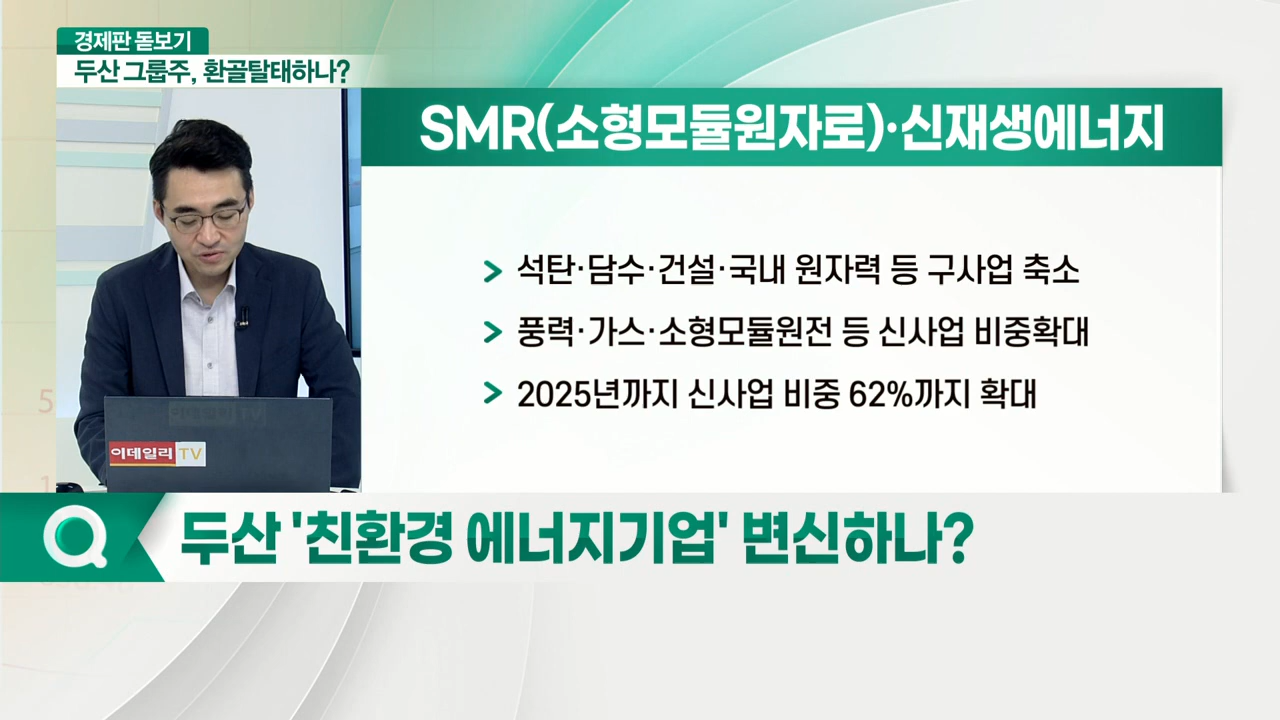 경제판 돋보기
두산 그룹주, 환골탈태하나?
SMR(소형모듈원자로)·신재생에너지
> 석탄·담수·건설·국내 원자력 등 구사업 축소
> 풍력·가스·소형모듈원전 등 신사업 비중확대
> 2025년까지 신사업 비중 62%까지 확대
이데일리 TV
두산 '친환경 에너지기업' 변신하나?